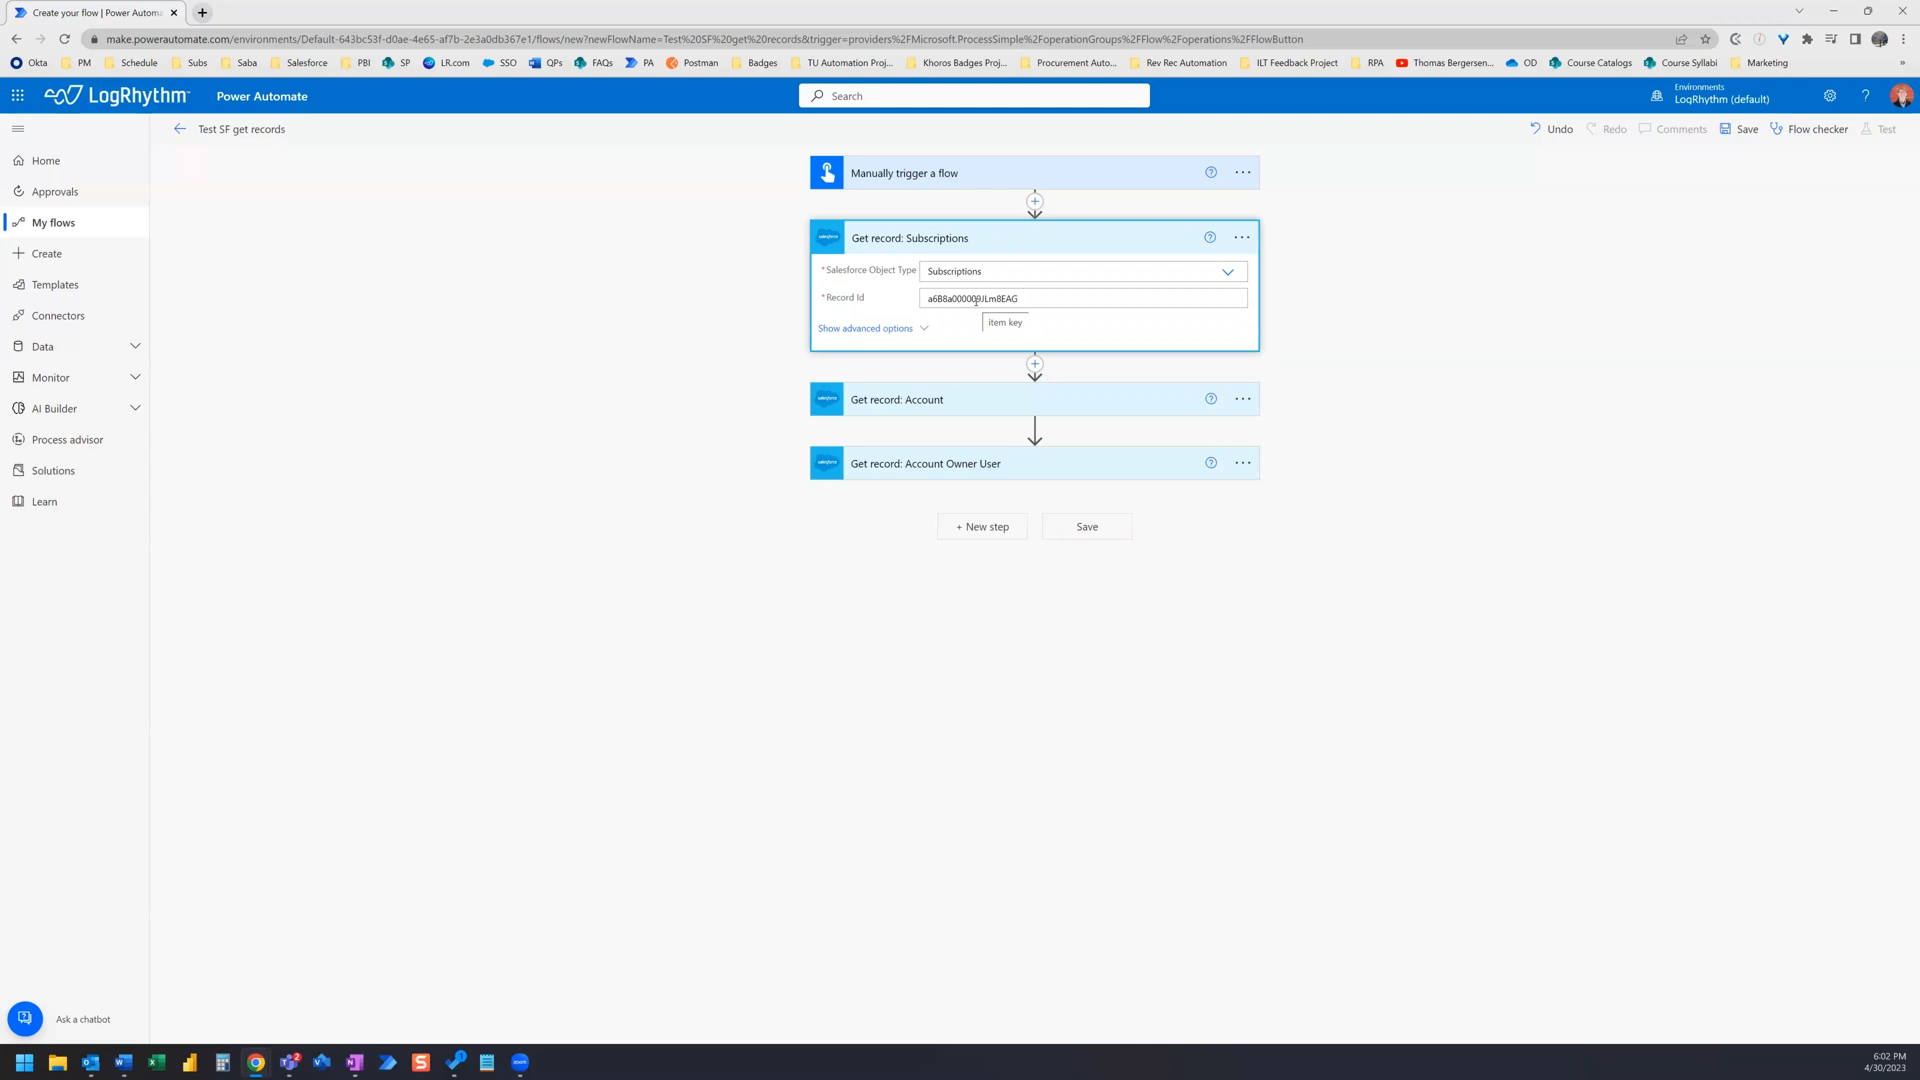 Create your flow | Power Automa
make.powerautomate.com/environments/Default-643bc53f-d0ae-4e65-af7b-2e3a0db367e1/flows/new?newFlowName=Test%20SF%20get%20records&trigger=providers%2FMicrosoft.ProcessSimple%2FoperationGroups%2FFlow%2Foperations%2FFlowButton
Okta PM Schedule Subs Saba Salesforce PBI SP LR.com SSO QPs FAQs PA Postman Badges TU Automation Proj... Khoros Badges Proj... Procurement Auto... Rev Rec Automation ILT Feedback Project RPA Thomas Bergersen... OD Course Catalogs Course Syllabi Marketing »
LogRhythm Power Automate Search Environments
LogRhythm (default) ?
Test SF get records Undo Redo Comments Save Flow checker Test
Home
Approvals
My flows
Create
Templates
Connectors
Data
Monitor
AI Builder
Process advisor
Solutions
Learn
Manually trigger a flow
Get record: Subscriptions
*Salesforce Object Type Subscriptions
*Record Id a6B8a000009JLm8EAG
Show advanced options item key
Get record: Account
Get record: Account Owner User
+ New step Save
Ask a chatbot
6:02 PM
4/30/2023